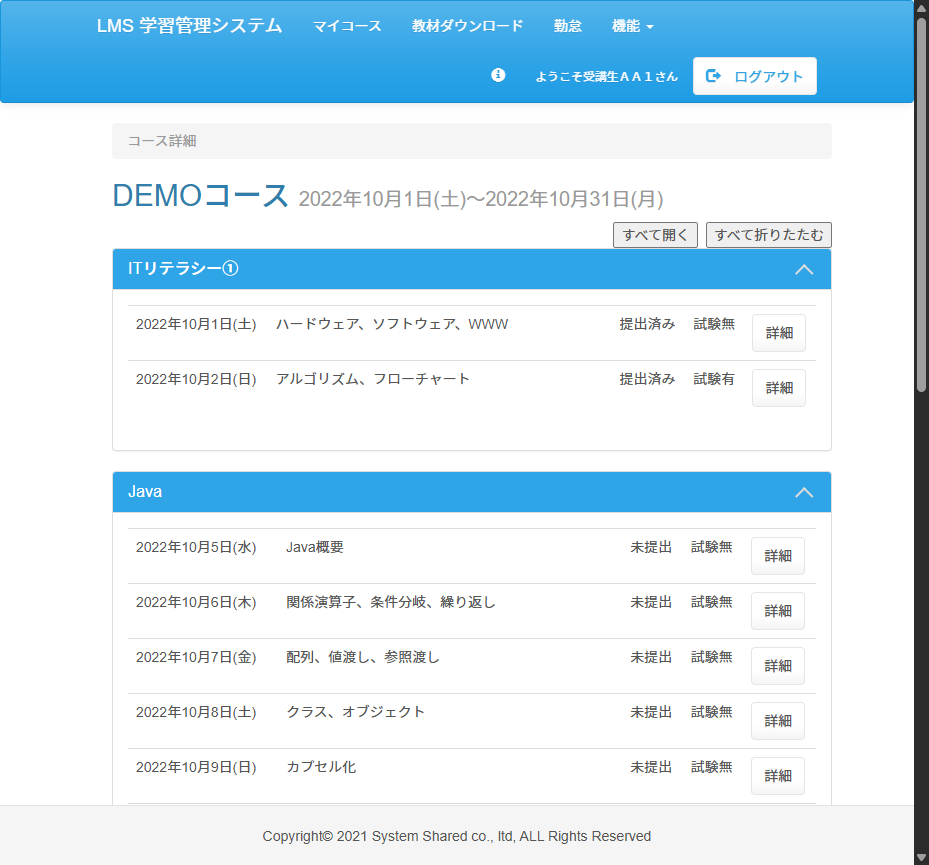 LMS 学習管理システム マイコース 教材ダウンロード 勤怠 機能
ようこそ受講生ＡＡ１さん ログアウト
コース詳細
DEMOコース 2022年10月1日(土)～2022年10月31日(月)
すべて開く すべて折りたたむ
ITリテラシー①
2022年10月1日(土) ハードウェア、ソフトウェア、WWW 提出済み 試験無 詳細
2022年10月2日(日) アルゴリズム、フローチャート 提出済み 試験有 詳細
Java
2022年10月5日(水) Java概要 未提出 試験無 詳細
2022年10月6日(木) 関係演算子、条件分岐、繰り返し 未提出 試験無 詳細
2022年10月7日(金) 配列、値渡し、参照渡し 未提出 試験無 詳細
2022年10月8日(土) クラス、オブジェクト 未提出 試験無 詳細
2022年10月9日(日) カプセル化 未提出 試験無 詳細
Copyright© 2021 System Shared co., ltd, ALL Rights Reserved